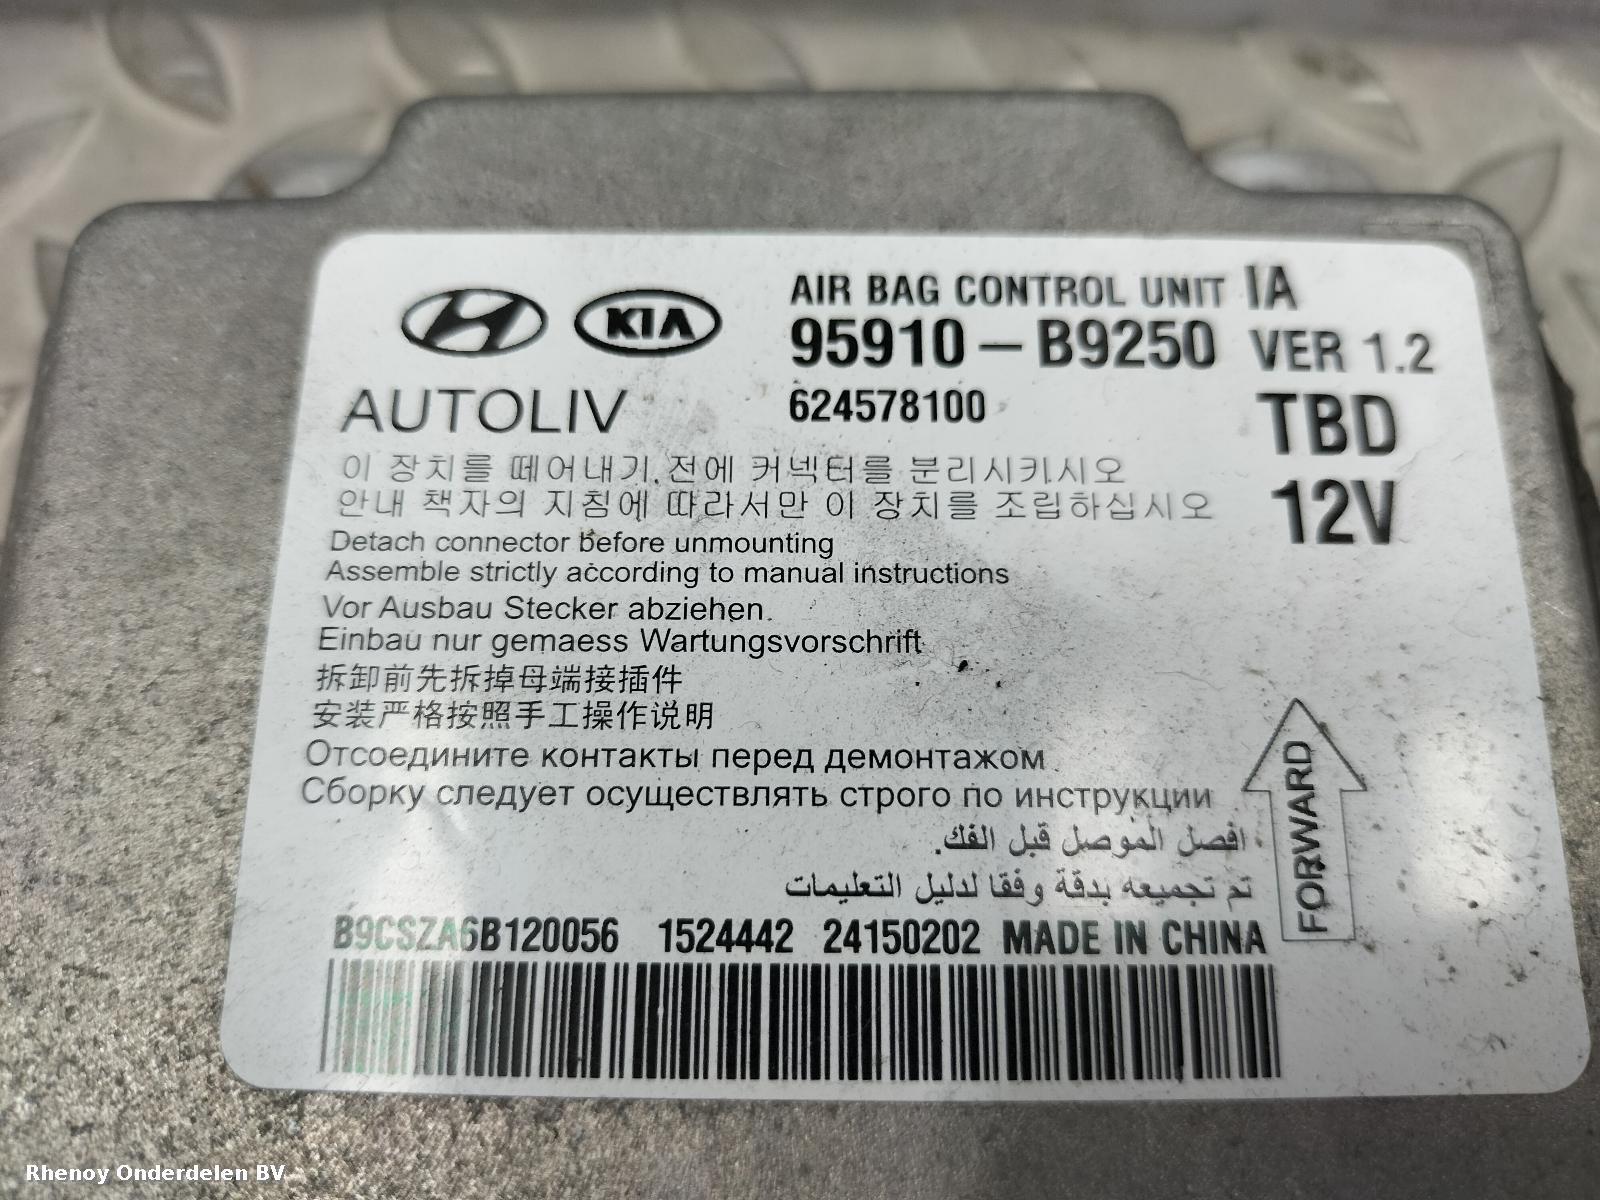 AIR BAG CONTROL UNIT IA
KIA
95910 – B9250 VER 1.2
AUTOLIV 624578100 TBD
이 장치를 떼어내기.전에 커넥터를 분리시키시오
안내 책자의 지침에 따라서만 이 장치를 조립하십시오
12V
Detach connector before unmounting
Assemble strictly according to manual instructions
Vor Ausbau Stecker abziehen.
Einbau nur gemaess Wartungsvorschrift
拆卸前先拆掉母端接插件
安装严格按照手工操作说明
Отсоедините контакты перед демонтажом
Сборку следует осуществлять строго по инструкции
افصل الموصل قبل الفك.
تم تجميعه بدقة وفقا لدليل التعليمات
FORWARD
B9CSZA6B120056 1524442 24150202 MADE IN CHINA
Rhenoy Onderdelen BV